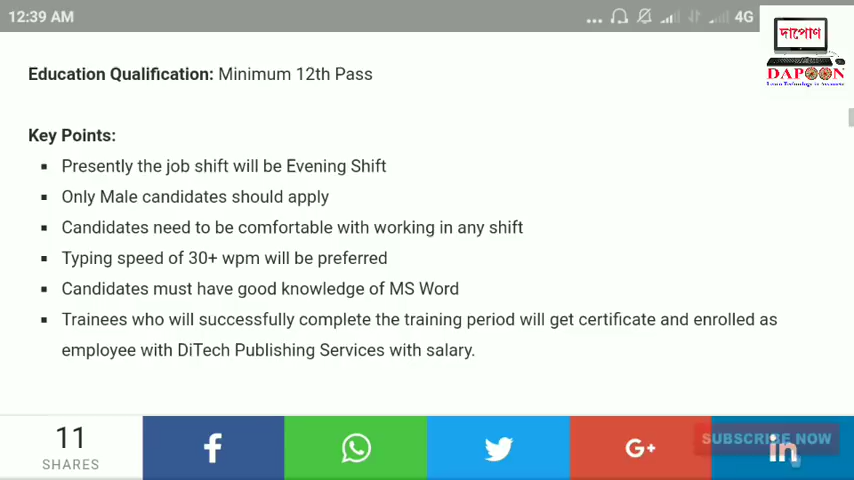 12:39 AM
4G
দাপোণ
DAPOON
Education Qualification: Minimum 12th Pass
Key Points:
Presently the job shift will be Evening Shift
Only Male candidates should apply
Candidates need to be comfortable with working in any shift
Typing speed of 30+ wpm will be preferred
Candidates must have good knowledge of MS Word
Trainees who will successfully complete the training period will get certificate and enrolled as
employee with DiTech Publishing Services with salary.
11
SHARES
f
G+
in
SUBSCRIBE NOW